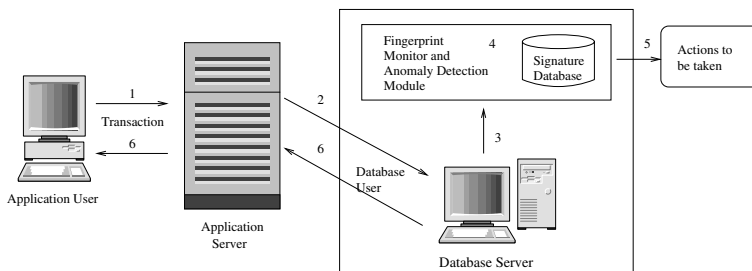 1
Transaction
6
Application User
Application
Server
2
6
Database
User
Fingerprint
Monitor and
Anomaly Detection
Module
4
Signature
Database
3
Database Server
5
Actions to
be taken